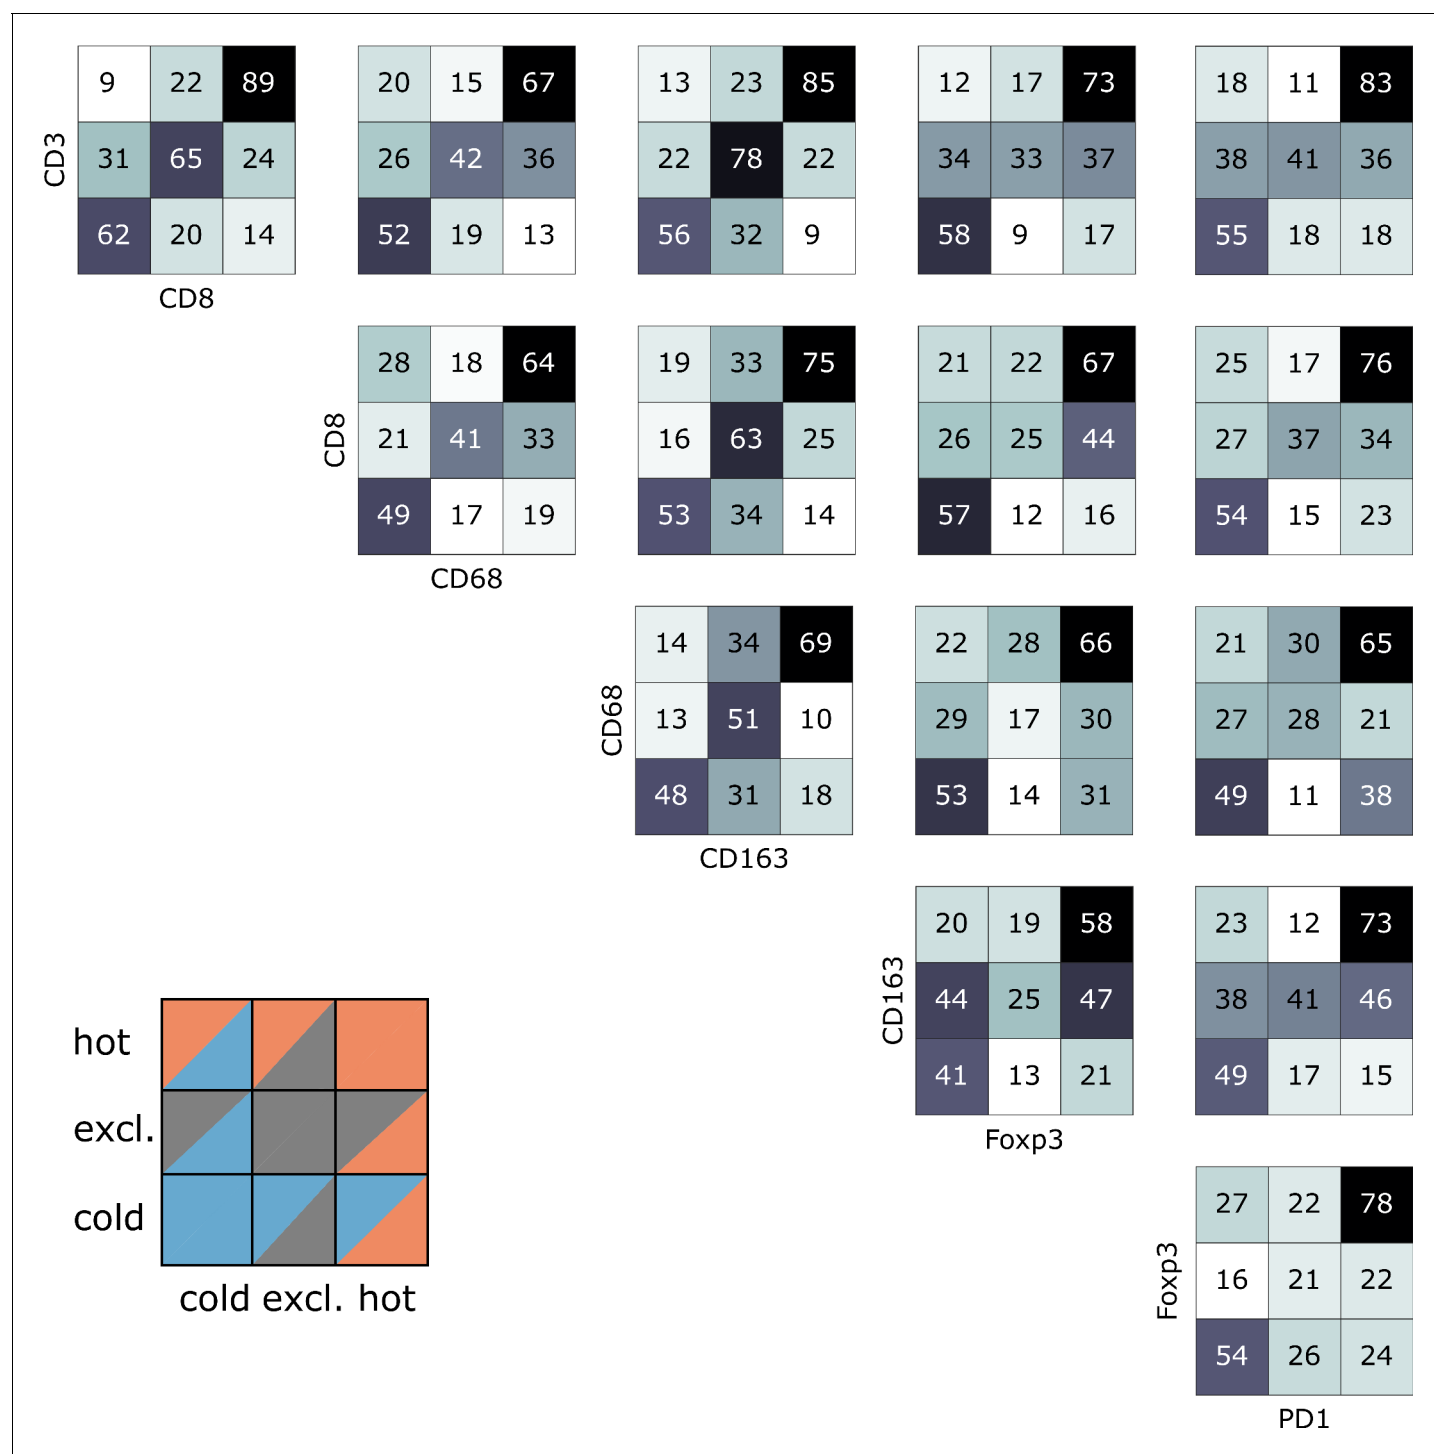 9 22 89 20 15 67 13 23 85 12 17 73 18 11 83
CD3
31 65 24 26 42 36 22 78 22 34 33 37 38 41 36
62 20 14 52 19 13 56 32 9 58 9 17 55 18 18
CD8
28 18 64 19 33 75 21 22 67 25 17 76
CD8
21 41 33 16 63 25 26 25 44 27 37 34
49 17 19 53 34 14 57 12 16 54 15 23
CD68
14 34 69 22 28 66 21 30 65
CD68
13 51 10 29 17 30 27 28 21
48 31 18 53 14 31 49 11 38
CD163
20 19 58 23 12 73
CD163
44 25 47 38 41 46
41 13 21 49 17 15
Foxp3
hot
excl.
cold
cold excl. hot
27 22 78
Foxp3
16 21 22
54 26 24
PD1